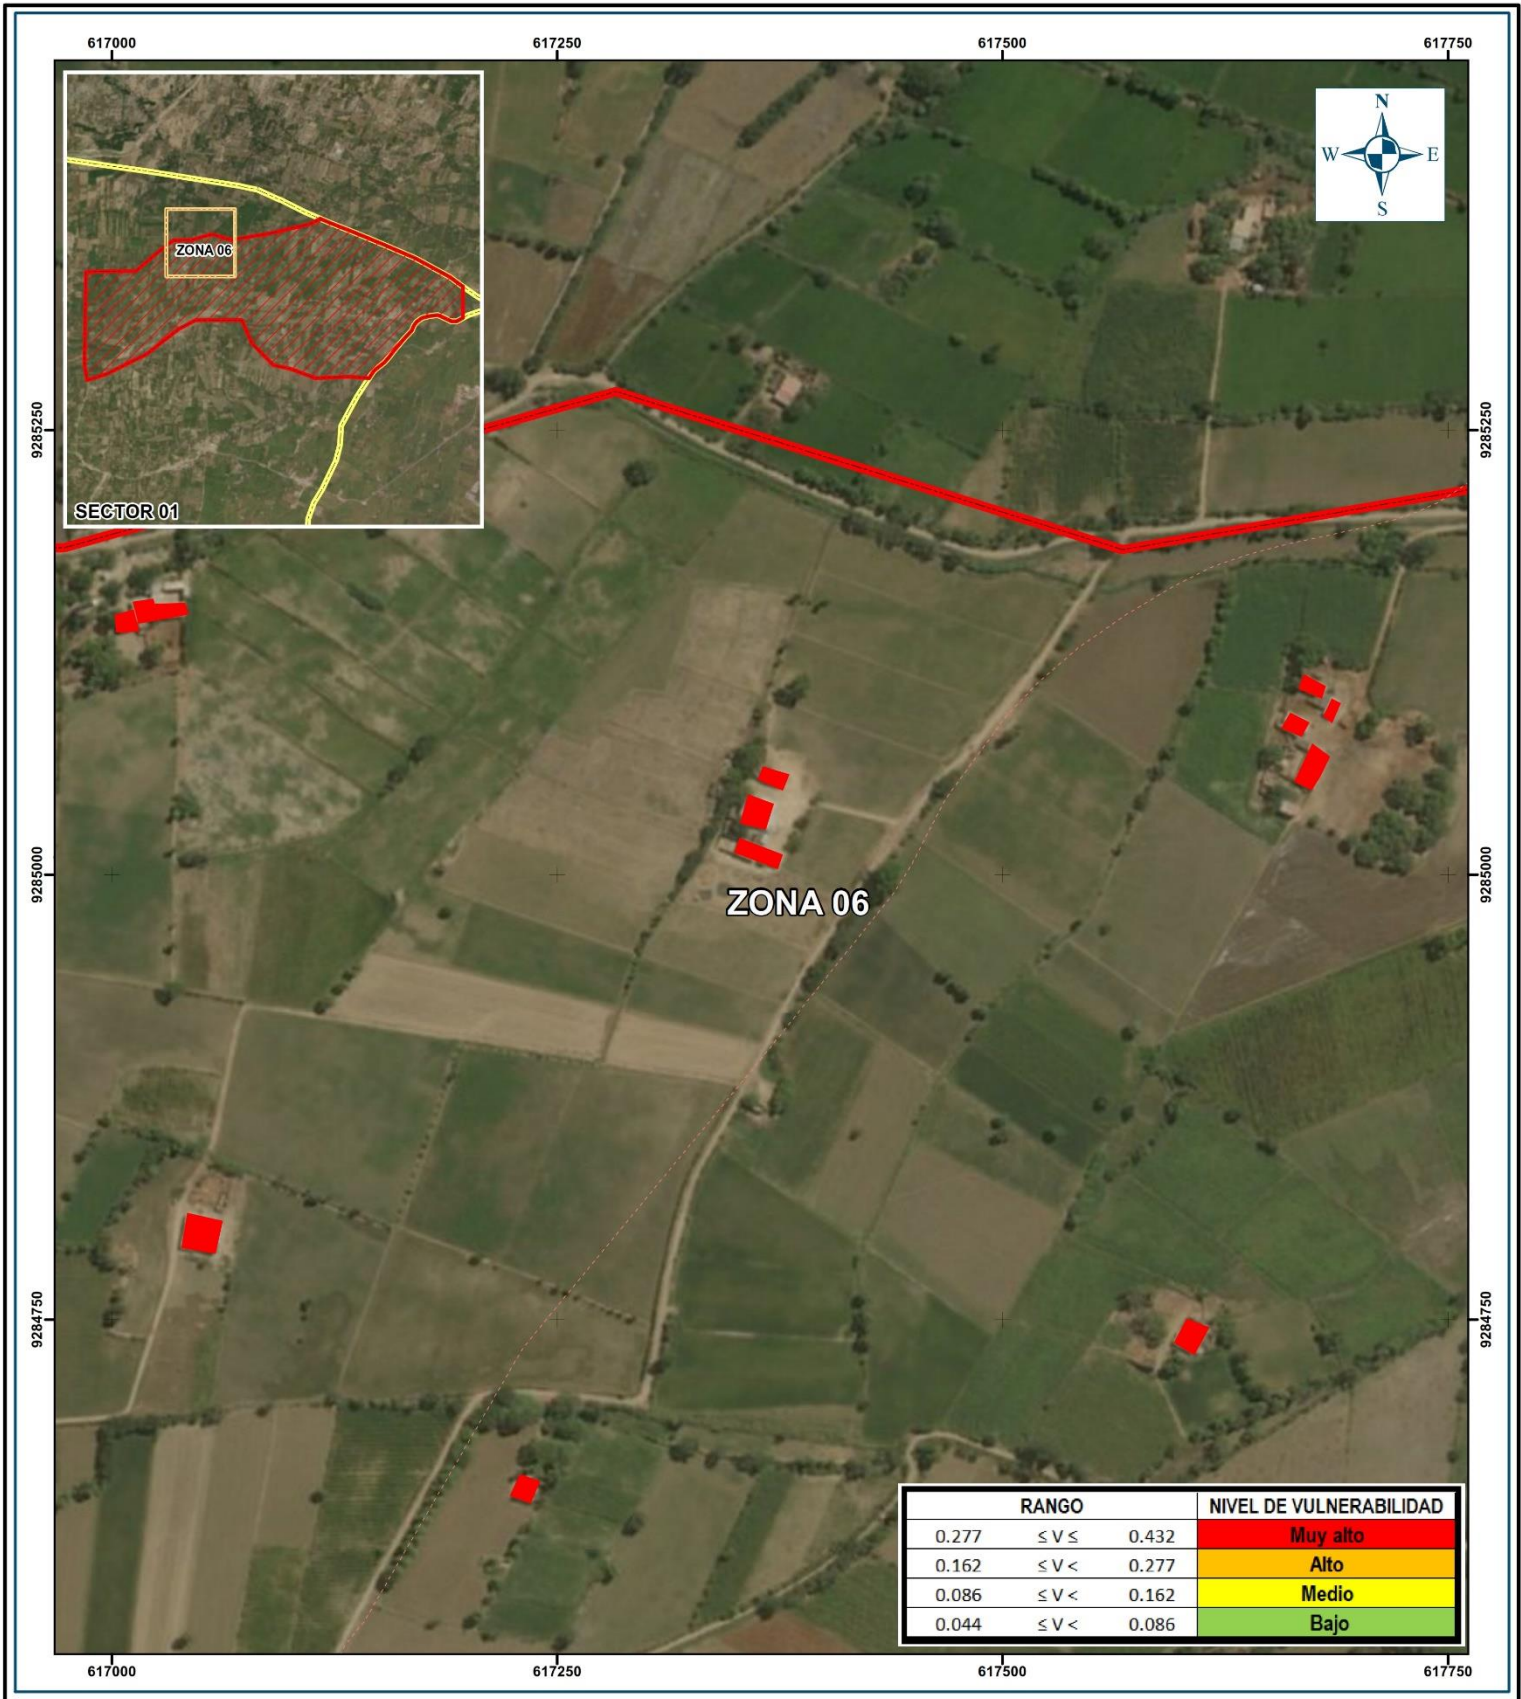 617000 617250 617500 617750
N
W E
S
ZONA 06
SECTOR 01
9285250 9285250
9285000 9285000
ZONA 06
9284750 9284750
RANGO NIVEL DE VULNERABILIDAD
0.277 ≤ V ≤ 0.432 Muy alto
0.162 ≤ V < 0.277 Alto
0.086 ≤ V < 0.162 Medio
0.044 ≤ V < 0.086 Bajo
617000 617250 617500 617750